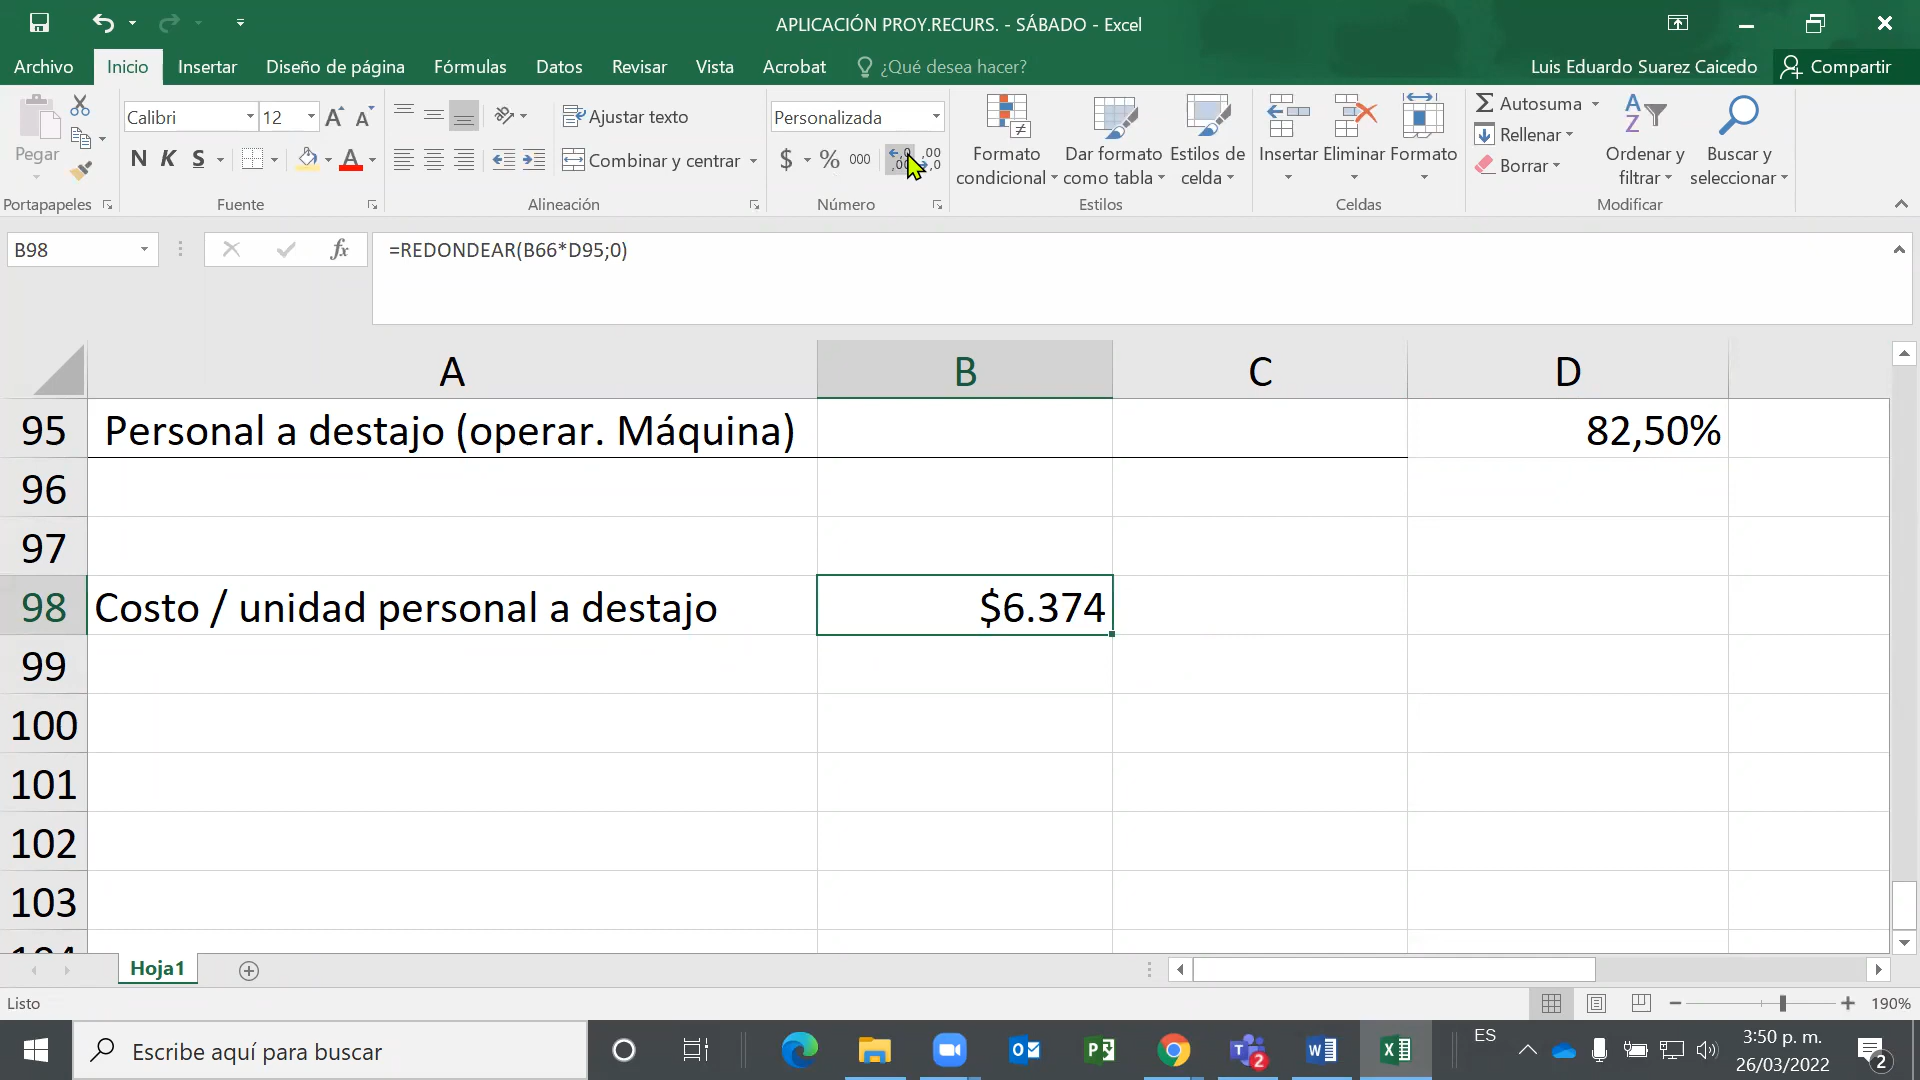 APLICACIÓN PROY.RECURS. - SÁBADO - Excel
Archivo Inicio Insertar Diseño de página Fórmulas Datos Revisar Vista Acrobat ¿Qué desea hacer? Luis Eduardo Suarez Caicedo Compartir
Pegar
Calibri 12
N K S A
Ajustar texto
Combinar y centrar
Personalizada
$ % 000
Formato condicional
Dar formato como tabla
Estilos de celda
Insertar Eliminar Formato
Autosuma
Rellenar
Borrar
Ordenar y filtrar
Buscar y seleccionar
Portapapeles Fuente Alineación Número Estilos Celdas Modificar
B98 fx =REDONDEAR(B66*D95;0)
A B C D
95 Personal a destajo (operar. Máquina) 82,50%
96
97
98 Costo / unidad personal a destajo $6.374
99
100
101
102
103
104
Hoja1
Listo 190%
Escribe aquí para buscar 2 ES 3:50 p. m.
26/03/2022 2